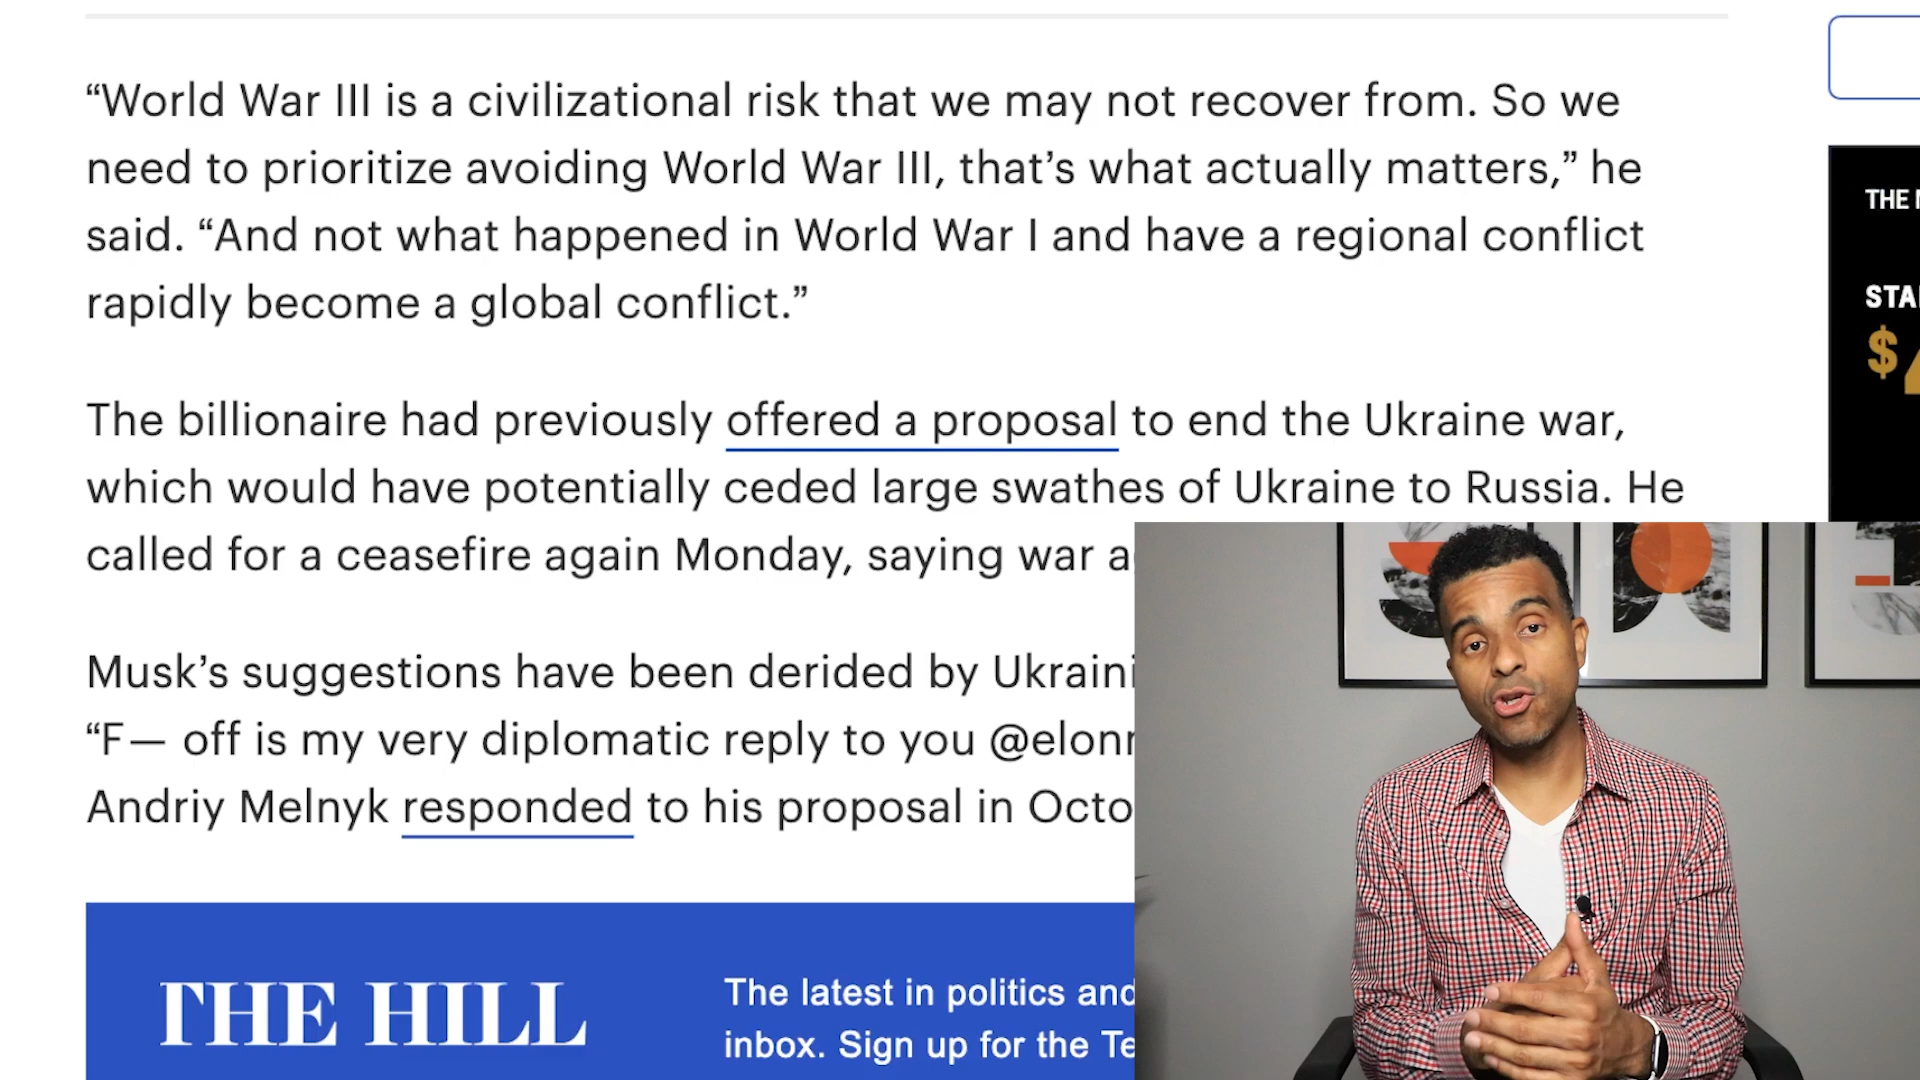 “World War III is a civilizational risk that we may not recover from. So we
need to prioritize avoiding World War III, that’s what actually matters,” he
said. “And not what happened in World War I and have a regional conflict
rapidly become a global conflict.”
The billionaire had previously offered a proposal to end the Ukraine war,
which would have potentially ceded large swathes of Ukraine to Russia. He
called for a ceasefire again Monday, saying war a
Musk’s suggestions have been derided by Ukraini
“F— off is my very diplomatic reply to you @elon
Andriy Melnyk responded to his proposal in Octo
THE HILL
The latest in politics and
inbox. Sign up for the Te
THE
STA
$